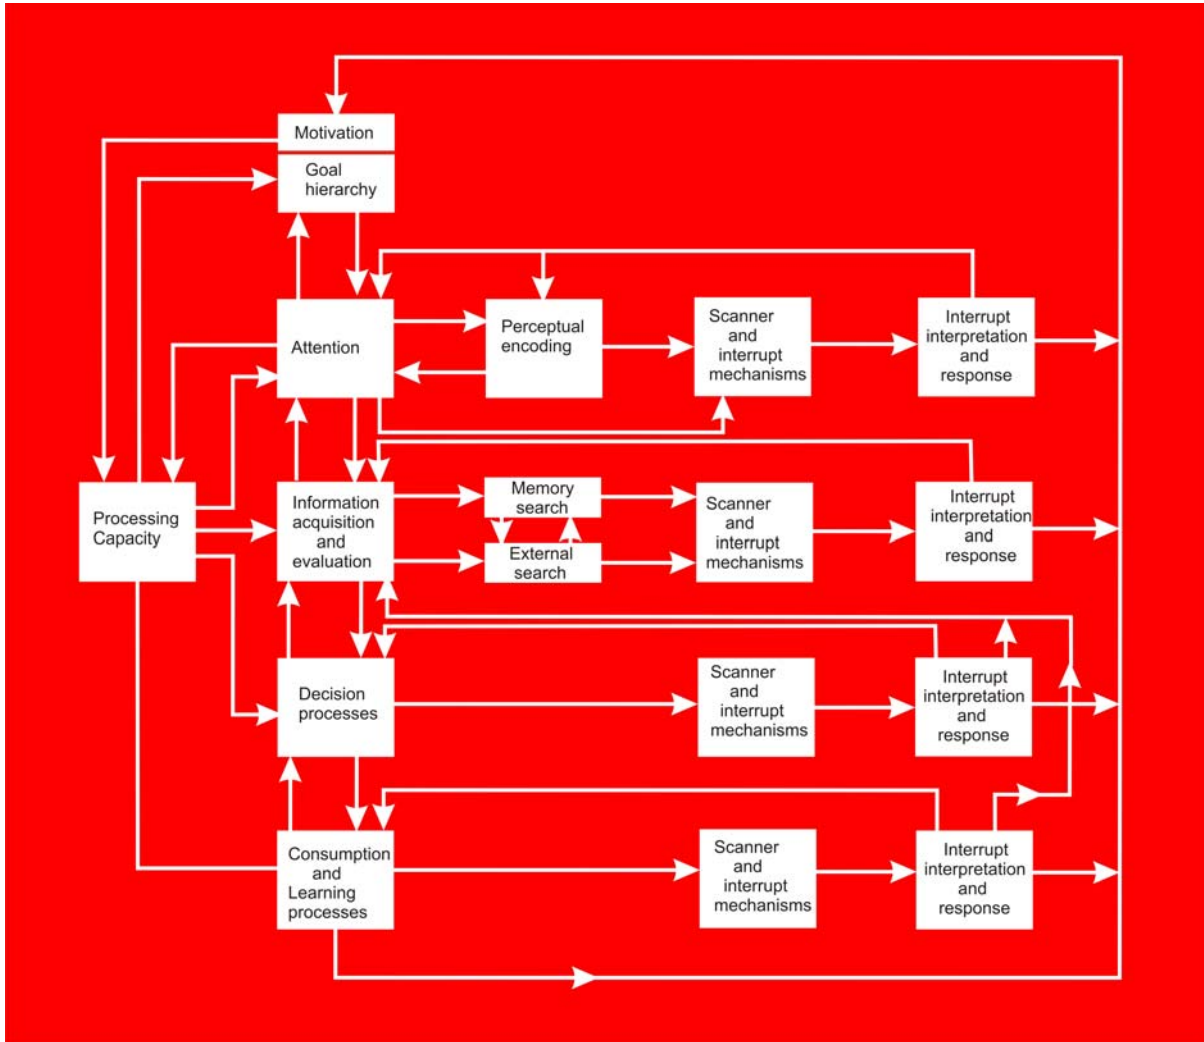 Motivation
Goal
hierarchy
Attention
Perceptual
encoding
Scanner
and
interrupt
mechanisms
Interrupt
interpretation
and
response
Processing
Capacity
Information
acquisition
and
evaluation
Memory
search
External
search
Scanner
and
interrupt
mechanisms
Interrupt
interpretation
and
response
Decision
processes
Scanner
and
interrupt
mechanisms
Interrupt
interpretation
and
response
Consumption
and
Learning
processes
Scanner
and
interrupt
mechanisms
Interrupt
interpretation
and
response